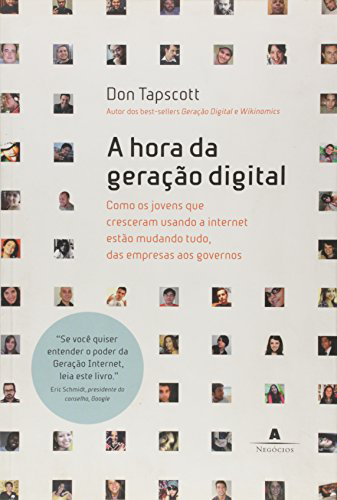 Don Tapscott
Autor dos best-sellers Geração Digital e Wikinomics
A hora da
geração digital
Como os jovens que
cresceram usando a internet
estão mudando tudo,
das empresas aos governos
"Se você quiser
entender o poder da
Geração Internet,
leia este livro."
Eric Schmidt, presidente do
conselho, Google
A
NEGÓCIOS